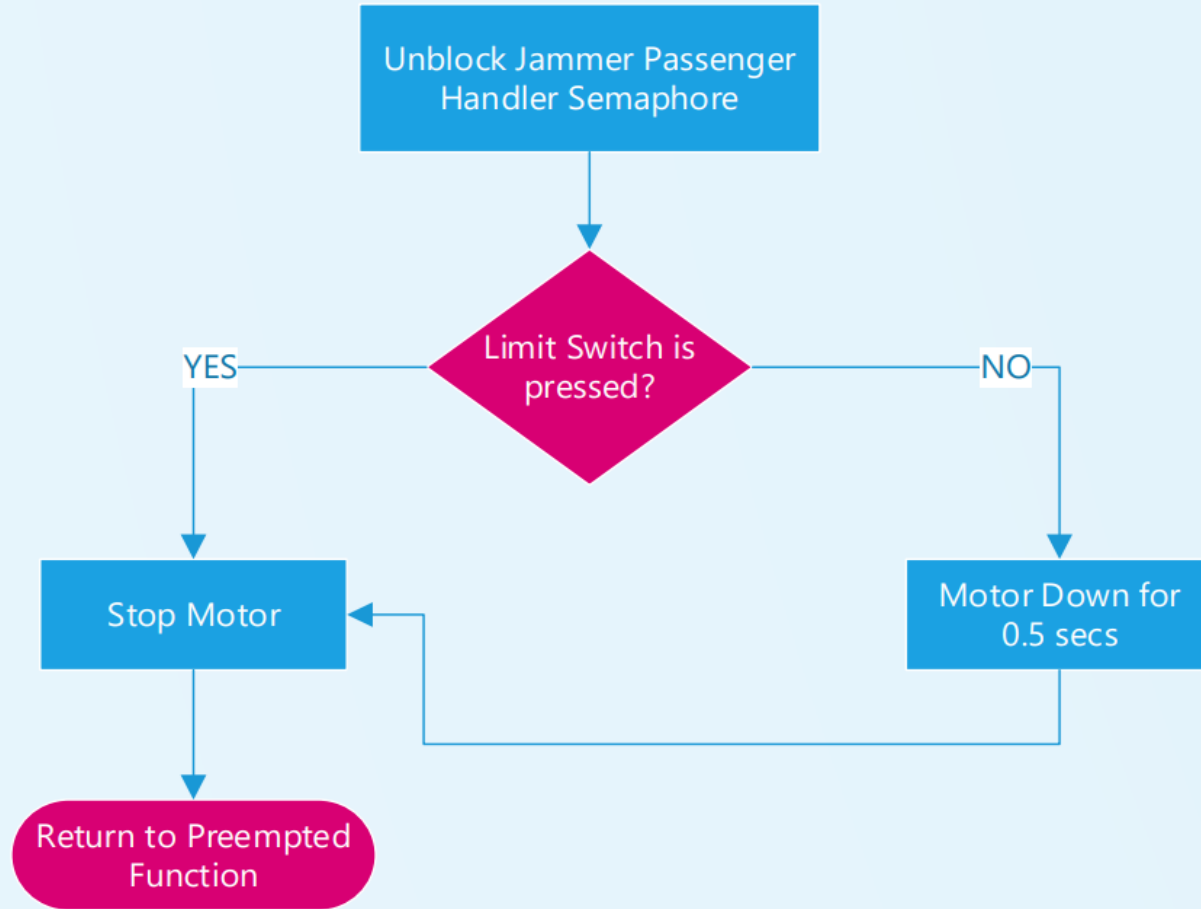 Unblock Jammer Passenger
Handler Semaphore
Limit Switch is
pressed?
YES
NO
Stop Motor
Motor Down for
0.5 secs
Return to Preempted
Function